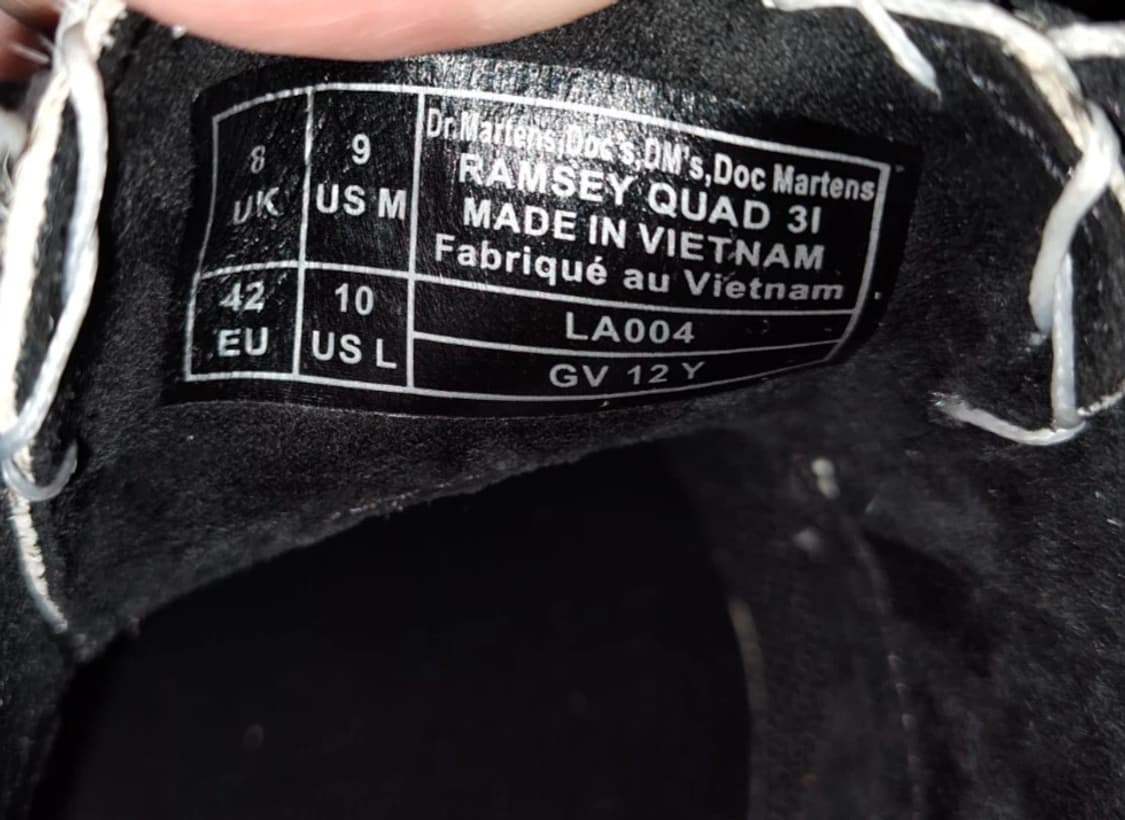 8
UK
9
US M
42
EU
10
US L
Dr.Martens,Doc's,DM's,Doc Martens
RAMSEY QUAD 3I
MADE IN VIETNAM
Fabriqué au Vietnam
LA004
GV 12 Y